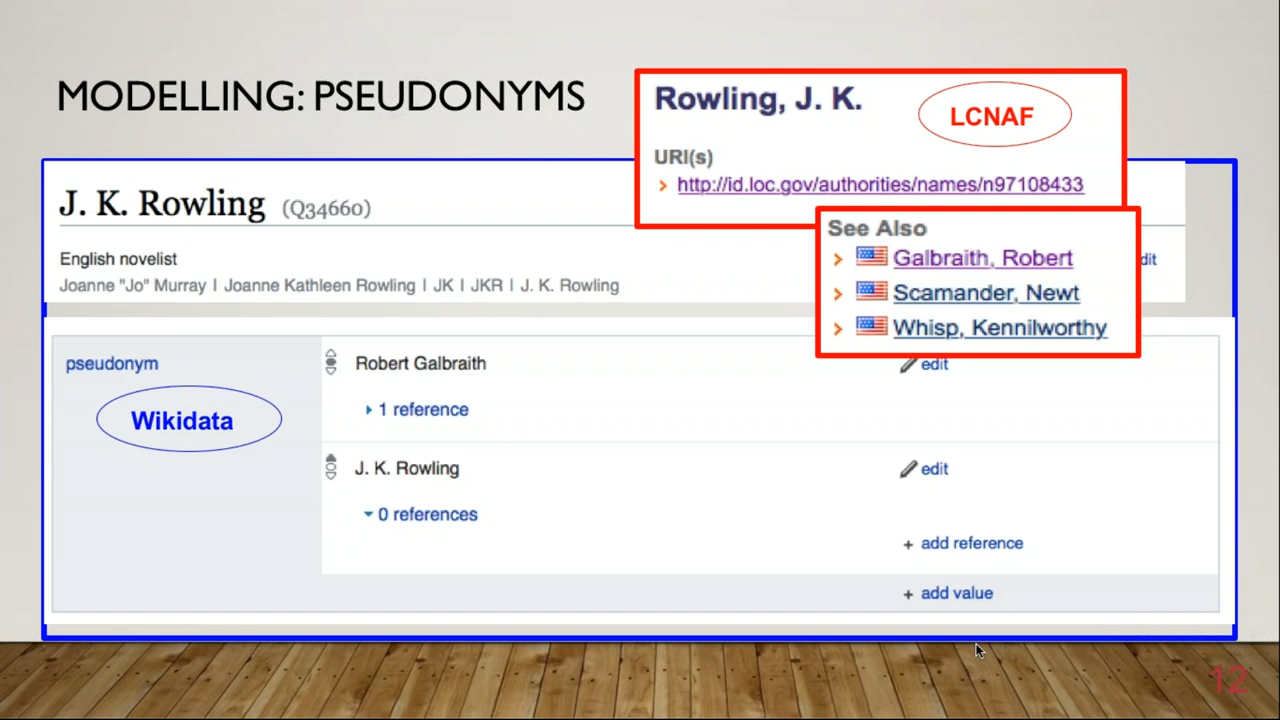 MODELLING: PSEUDONYMS
Rowling, J. K.
LCNAF
URI(s)
http://id.loc.gov/authorities/names/n97108433
See Also
Galbraith, Robert
Scamander, Newt
Whisp, Kennilworthy
J. K. Rowling (Q34660)
English novelist
dit
Joanne "Jo" Murray | Joanne Kathleen Rowling | JK | JKR | J. K. Rowling
pseudonym
Wikidata
Robert Galbraith
edit
1 reference
J. K. Rowling
edit
0 references
+ add reference
+ add value
12